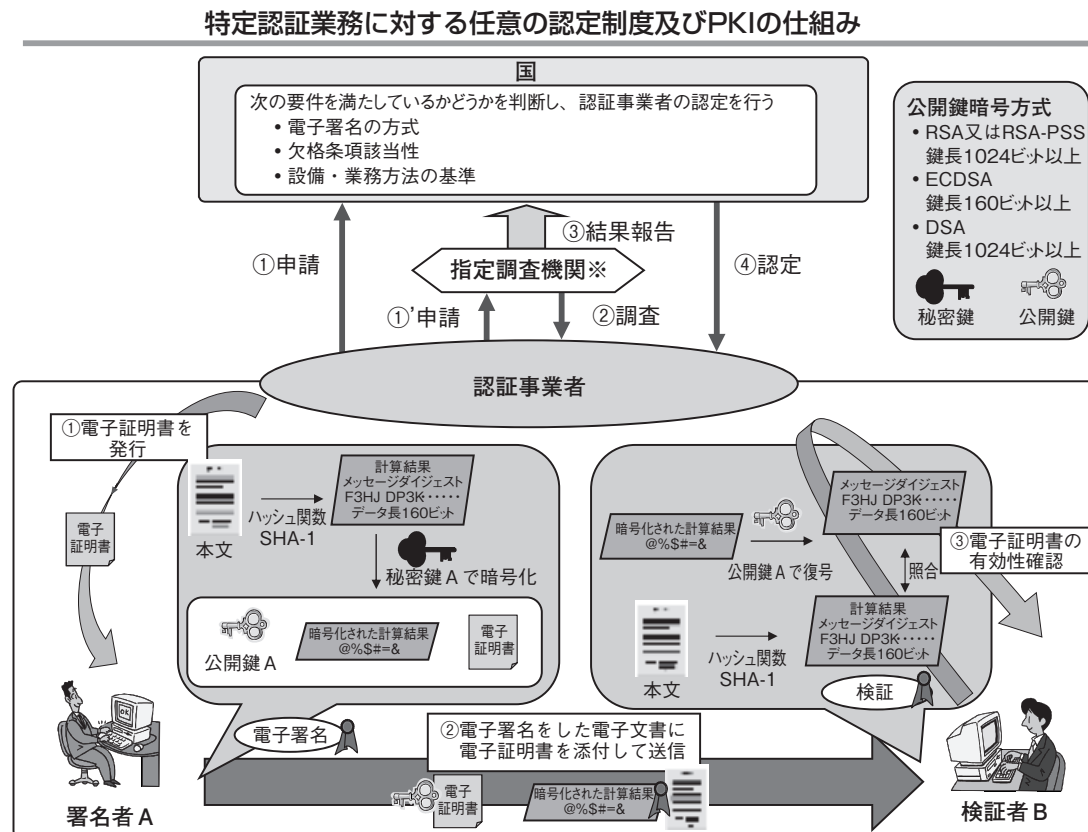 特定認証業務に対する任意の認定制度及びPKIの仕組み
国
次の要件を満たしているかどうかを判断し、認証事業者の認定を行う
• 電子署名の方式
• 欠格条項該当性
• 設備・業務方法の基準
公開鍵暗号方式
• RSA又はRSA-PSS
鍵長1024ビット以上
• ECDSA
鍵長160ビット以上
• DSA
鍵長1024ビット以上
秘密鍵
公開鍵
①申請
③結果報告
指定調査機関※
①’申請
②調査
④認定
認証事業者
①電子証明書を
発行
電子
証明書
本文
ハッシュ関数
SHA-1
計算結果
メッセージダイジェスト
F3HJ DP3K・・・・・
データ長160ビット
秘密鍵Aで暗号化
公開鍵A
暗号化された計算結果
@%$#=&
電子
証明書
電子署名
署名者A
暗号化された計算結果
@%$#=&
公開鍵Aで復号
計算結果
メッセージダイジェスト
F3HJ DP3K・・・・・
データ長160ビット
照合
③電子証明書の
有効性確認
本文
ハッシュ関数
SHA-1
計算結果
メッセージダイジェスト
F3HJ DP3K・・・・・
データ長160ビット
検証
②電子署名をした電子文書に
電子証明書を添付して送信
電子
証明書
暗号化された計算結果
@%$#=&
OK
検証者B